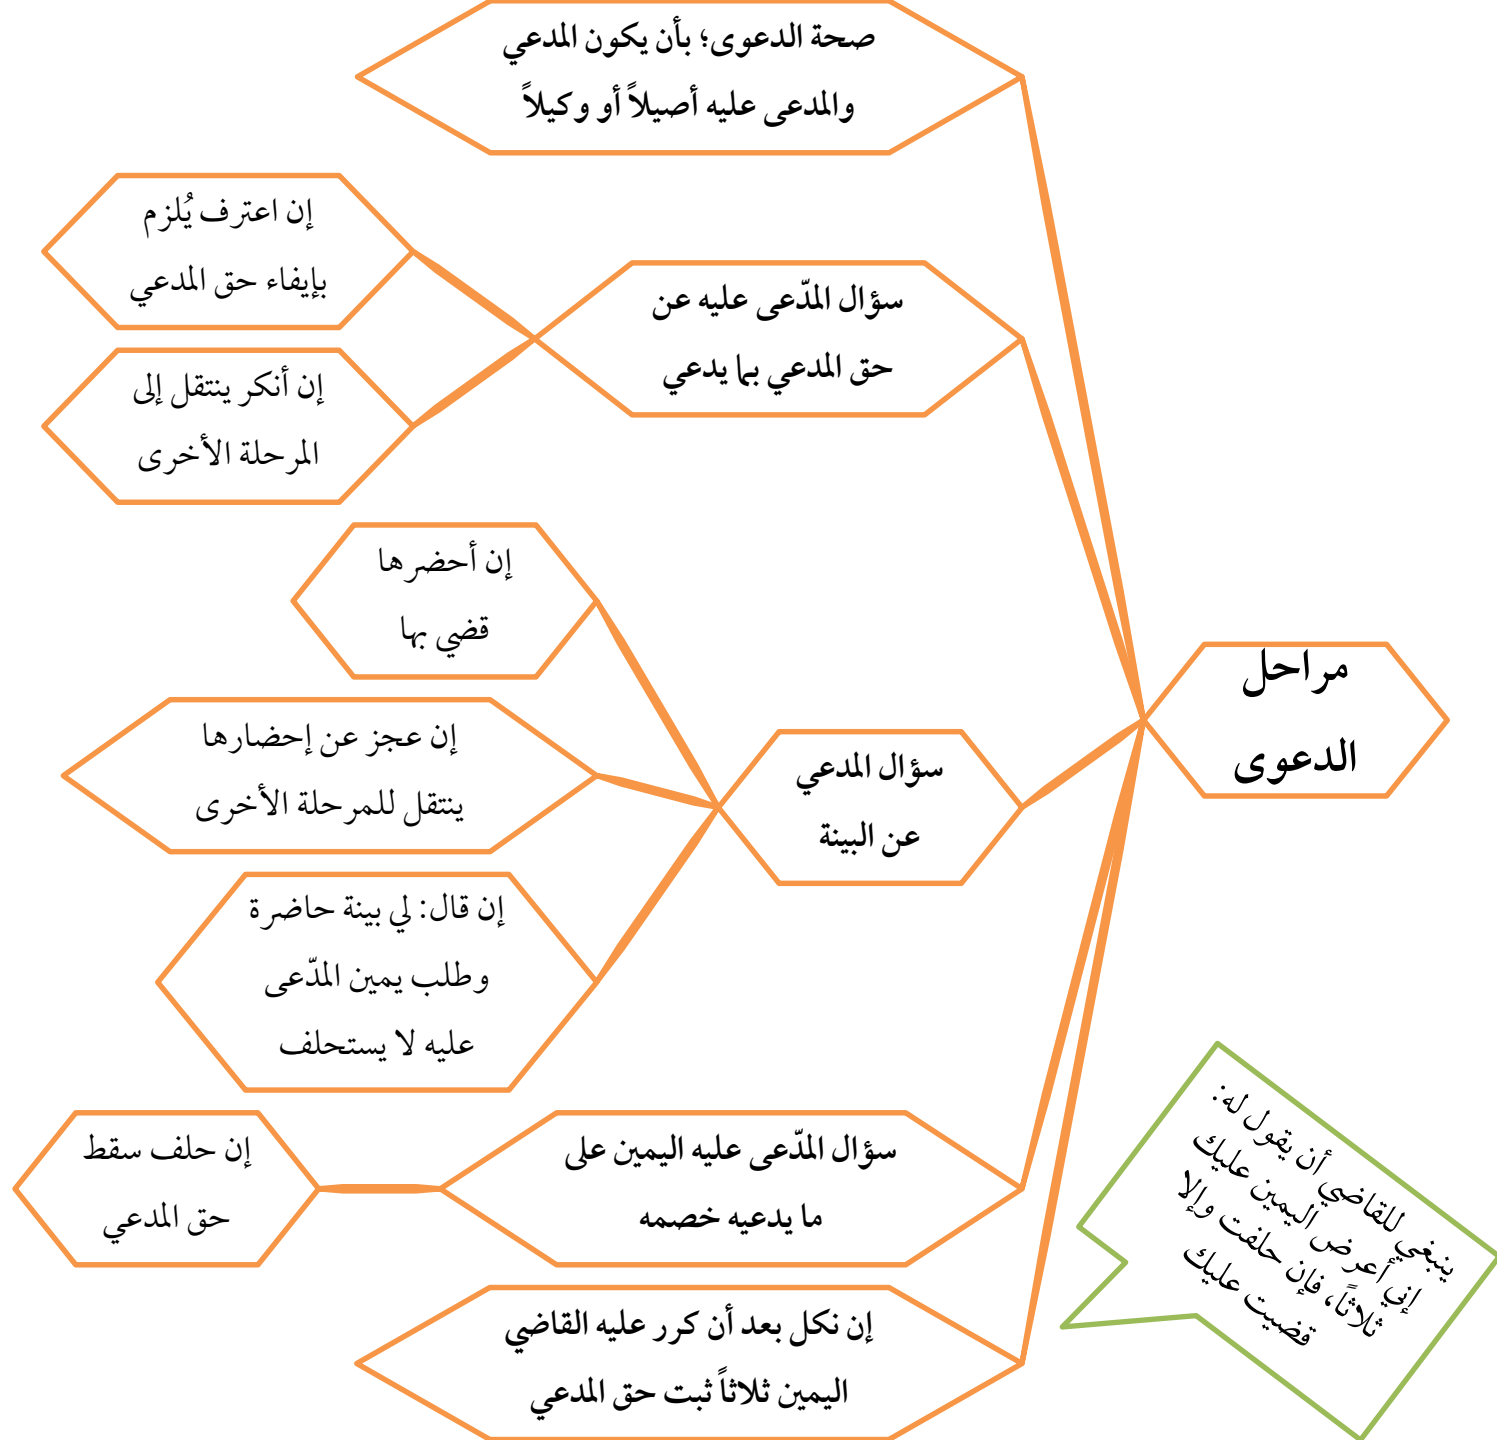 مراحل
الدعوى
صحة الدعوى؛ بأن يكون المدعي
والمدعى عليه أصيلاً أو وكيلاً
سؤال المدّعى عليه عن
حق المدعي بما يدعي
إن اعترف يُلزم
بإيفاء حق المدعي
إن أنكر ينتقل إلى
المرحلة الأخرى
سؤال المدعي
عن البينة
إن أحضرها
قضي بها
إن عجز عن إحضارها
ينتقل للمرحلة الأخرى
إن قال: لي بينة حاضرة
وطلب يمين المدّعى
عليه لا يستحلف
سؤال المدّعى عليه اليمين على
ما يدعيه خصمه
إن حلف سقط
حق المدعي
إن نكل بعد أن كرر عليه القاضي
اليمين ثلاثاً ثبت حق المدعي
ينبغي للقاضي أن يقول له:
إني أعرض اليمين عليك
ثلاثاً، فإن حلفت وإلا
قضيت عليك